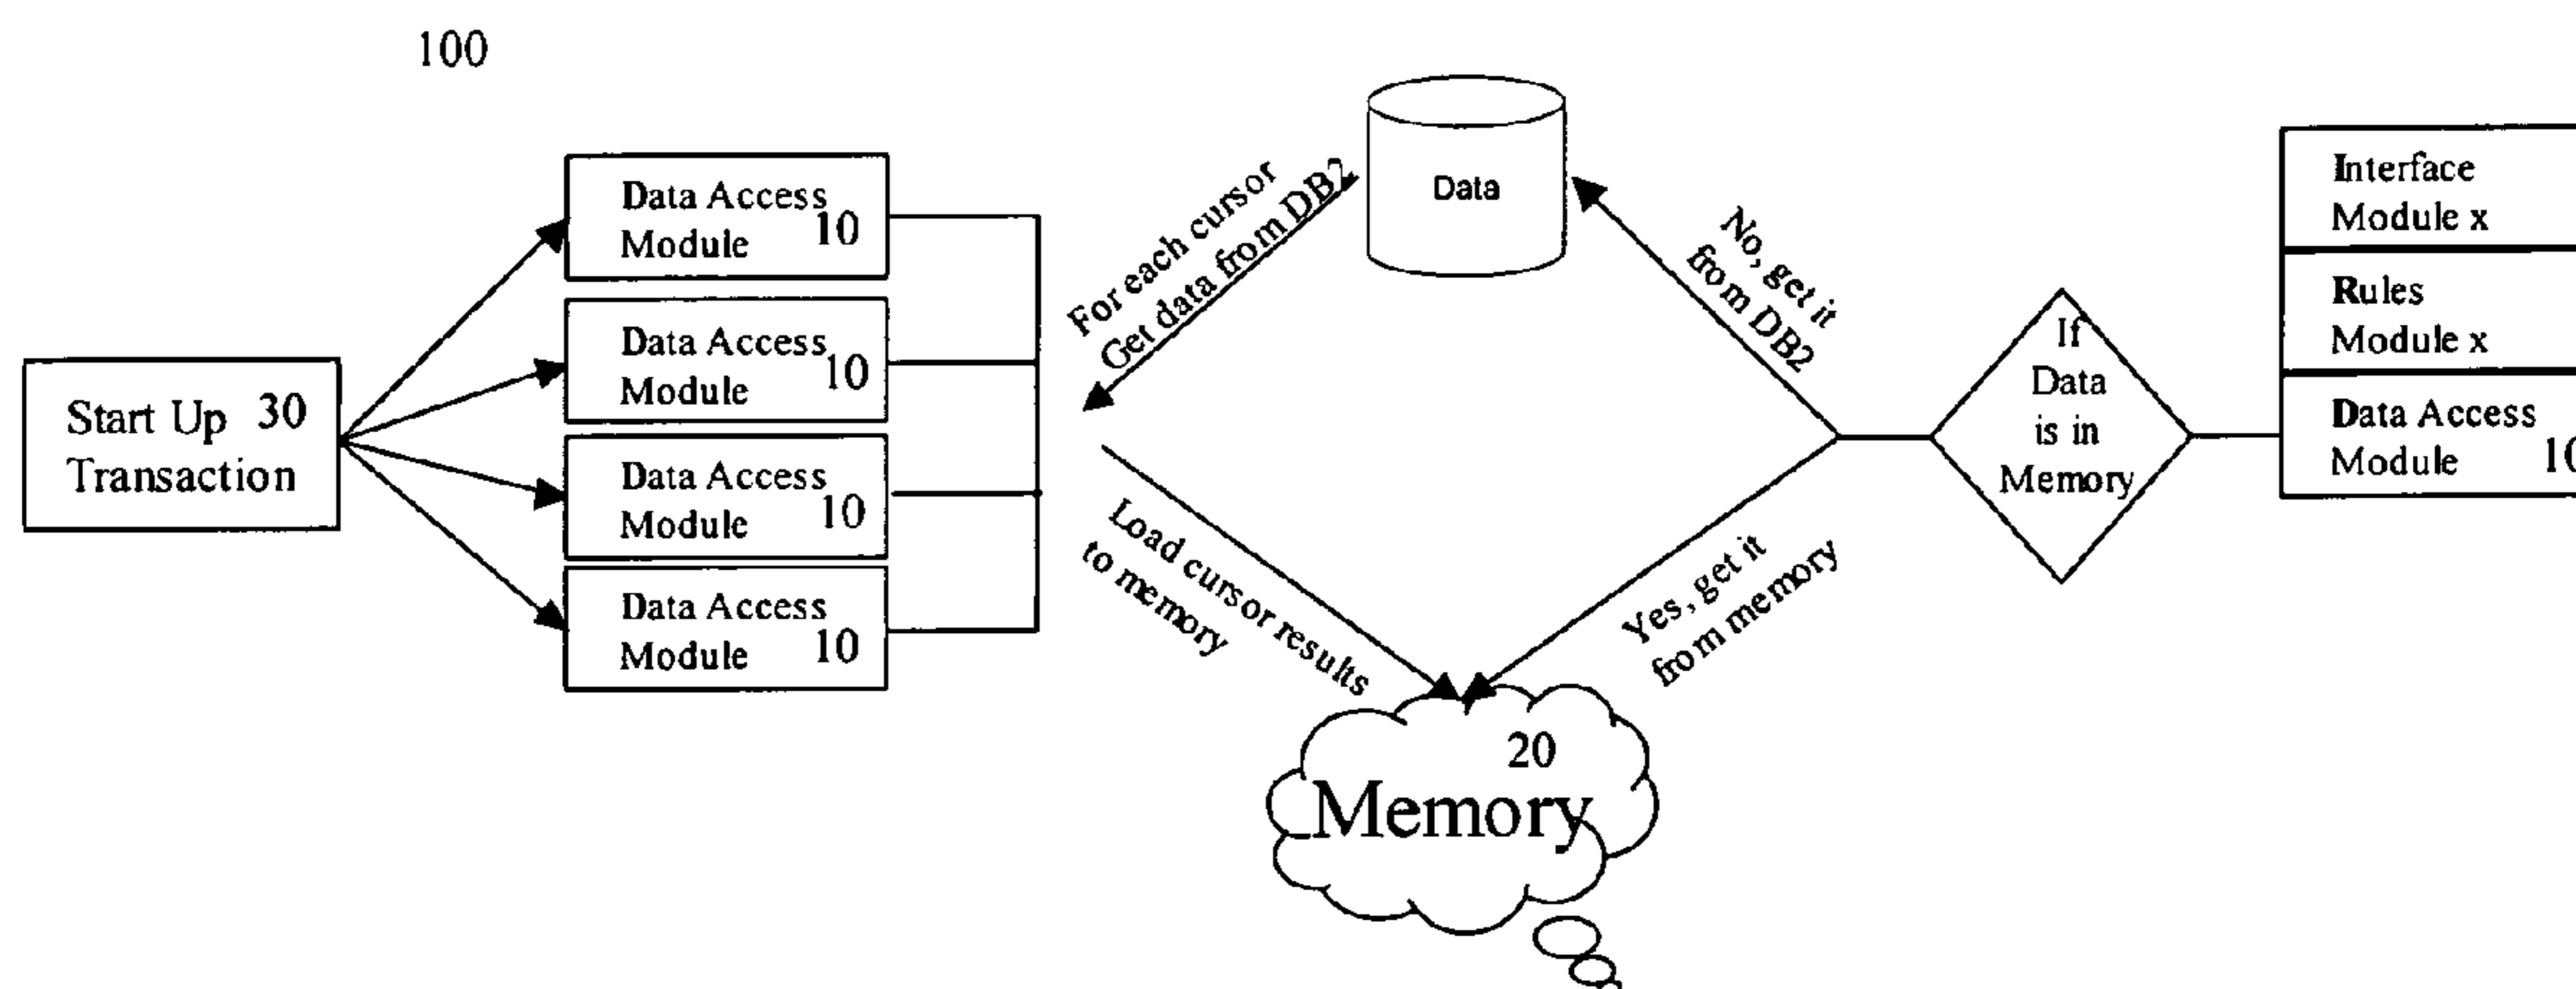 100
Start Up 30
Transaction
Data Access
Module 10
Data Access
Module 10
Data Access
Module 10
Data Access
Module 10
For each cursor
Get data from DB2
Data
Load cursor results
to memory
No, get it
from DB2
Yes, get it
from memory
20
Memory
If
Data
is in
Memory
Interface
Module x
Rules
Module x
Data Access
Module 10